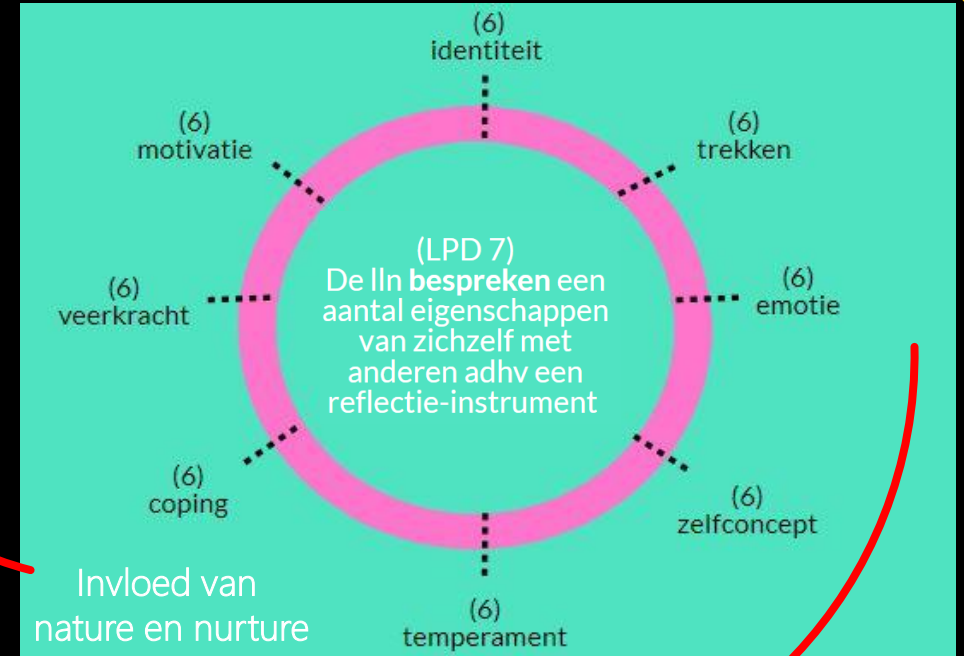 (6)
identiteit
(6)
motivatie
(6)
trekken
(LPD 7)
De lln bespreken een
aantal eigenschappen
van zichzelf met
anderen adhv een
reflectie-instrument
(6)
veerkracht
(6)
emotie
(6)
coping
(6)
zelfconcept
Invloed van
nature en nurture
(6)
temperament